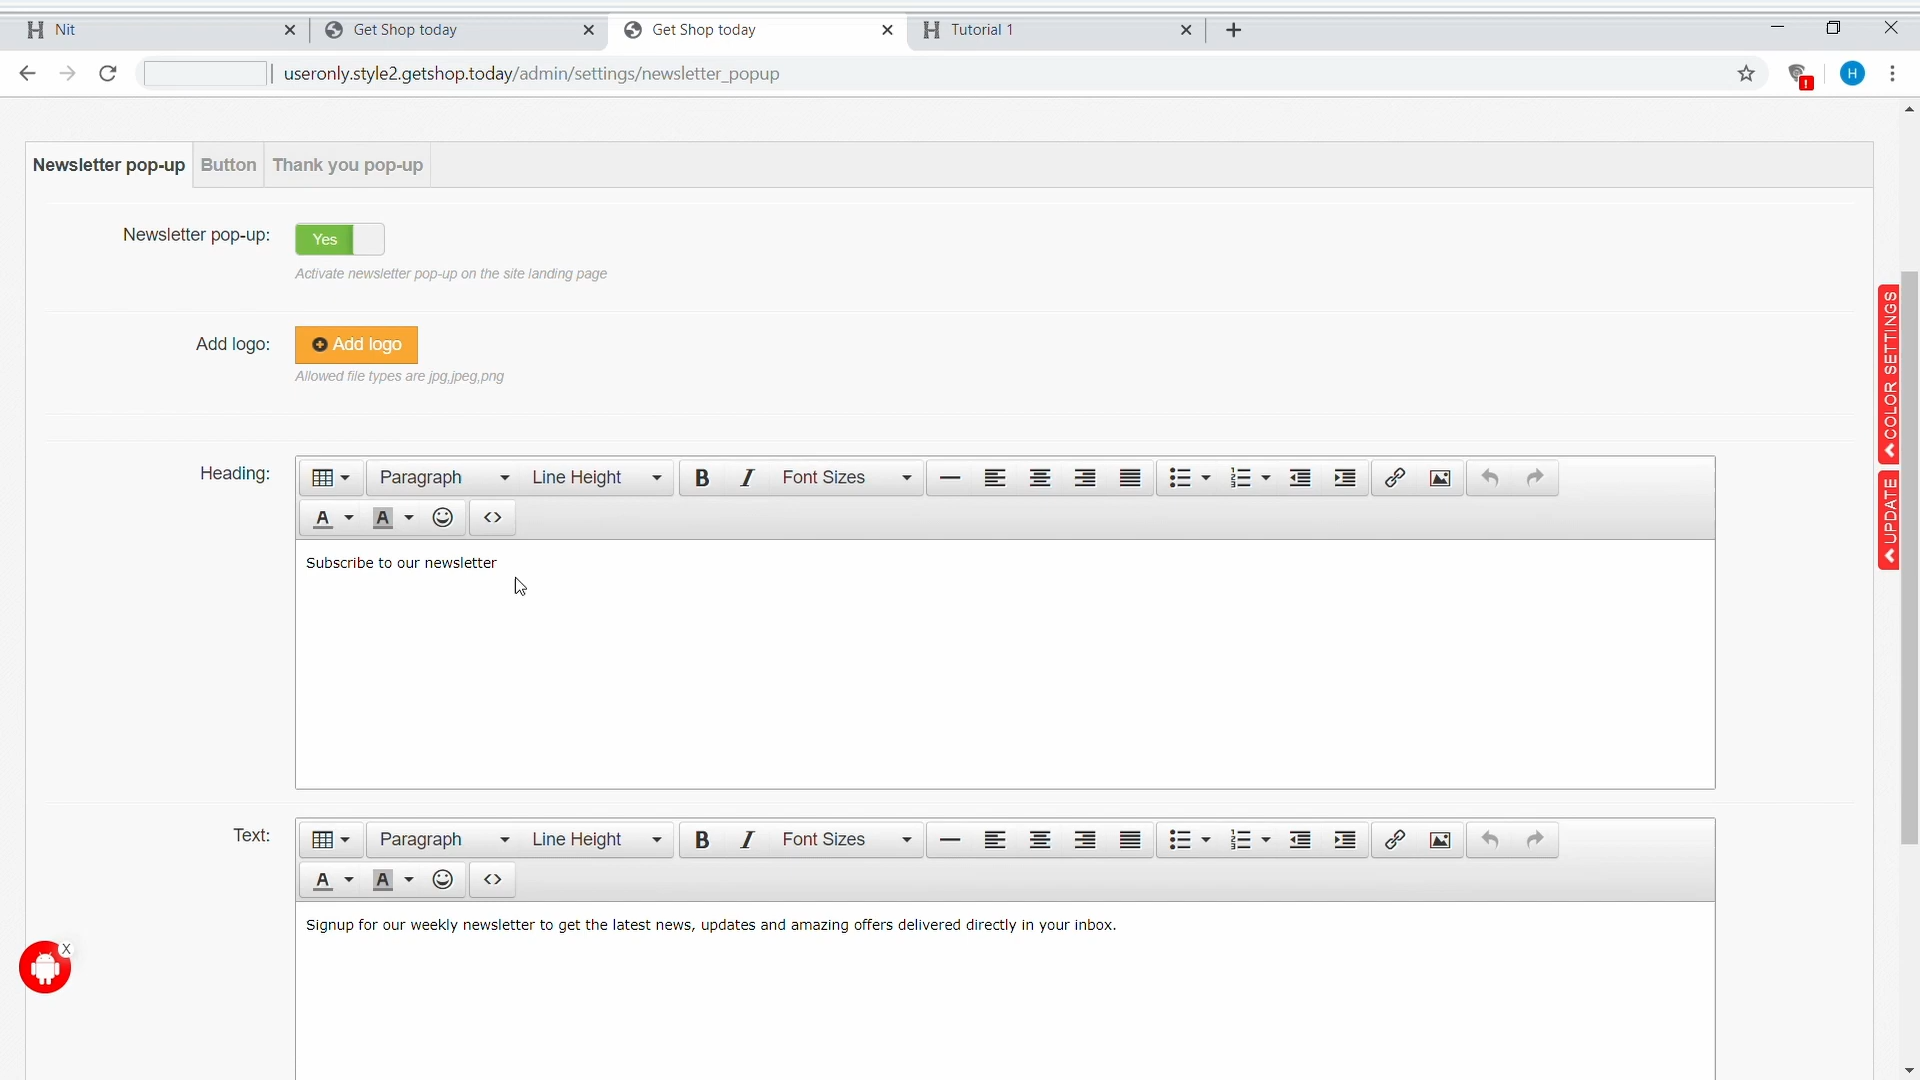 Nit
Get Shop today
Get Shop today
Tutorial 1
useronly.style2.getshop.today/admin/settings/newsletter_popup
H
Newsletter pop-up
Button
Thank you pop-up
Newsletter pop-up:
Yes
Activate newsletter pop-up on the site landing page
Add logo:
Add logo
Allowed file types are jpg,jpeg,png
Heading:
Paragraph
Line Height
B
I
Font Sizes
A
A
Subscribe to our newsletter
Text:
Paragraph
Line Height
B
I
Font Sizes
A
A
Signup for our weekly newsletter to get the latest news, updates and amazing offers delivered directly in your inbox.
COLOR SETTINGS
UPDATE
X